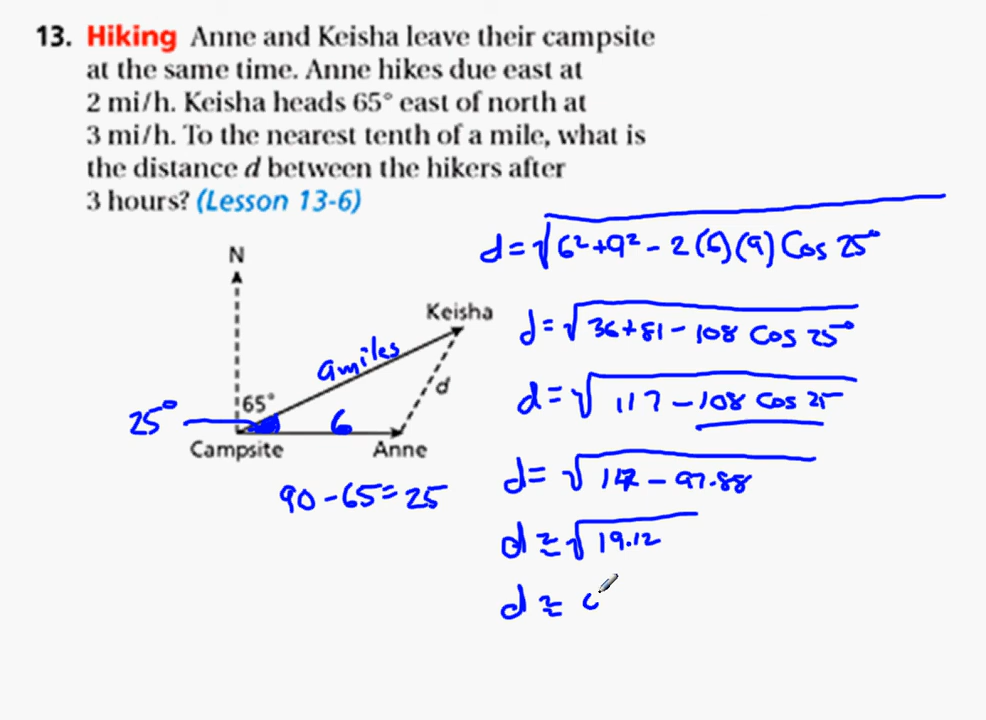 13. Hiking Anne and Keisha leave their campsite
at the same time. Anne hikes due east at
2 mi/h. Keisha heads 65° east of north at
3 mi/h. To the nearest tenth of a mile, what is
the distance d between the hikers after
3 hours? (Lesson 13-6)
d=√6²+9²-2(6)(9)Cos 25°
N
Keisha
d=√36+81-108 Cos 25°
9miles
d
65°
d=√117-108 Cos 25
25°
6
Campsite
Anne
90-65=25
d=√117-97.88
d≈√19.12
d≈